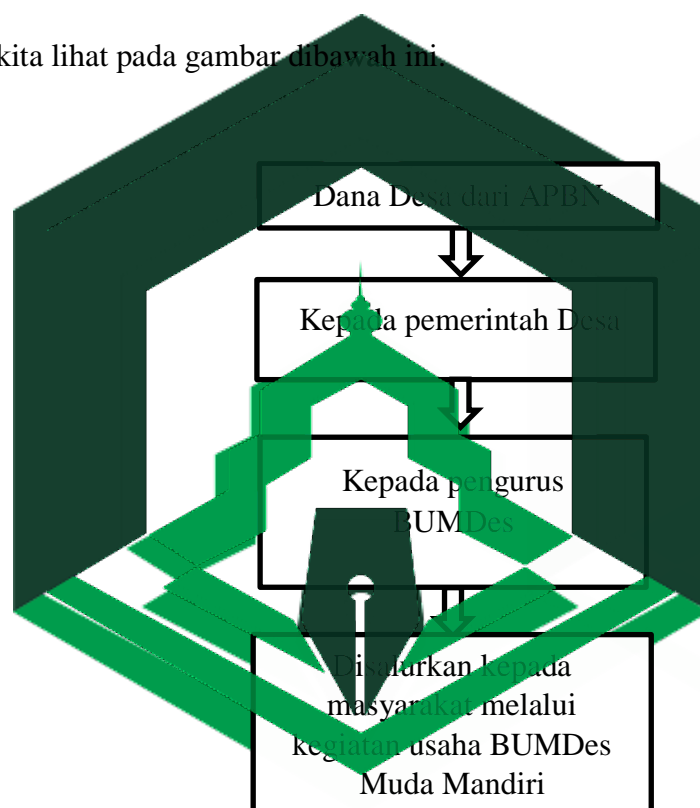 kita lihat pada gambar dibawah ini.
Dana Desa dari APBN
Kepada pemerintah Desa
Kepada pengurus
BUMDes
Disalurkan kepada
masyarakat melalui
kegiatan usaha BUMDes
Muda Mandiri